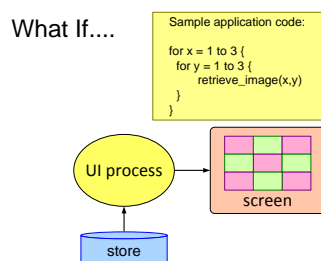 What If....
Sample application code:
for x = 1 to 3 {
for y = 1 to 3 {
retrieve_image(x,y)
}
}
UI process
screen
store